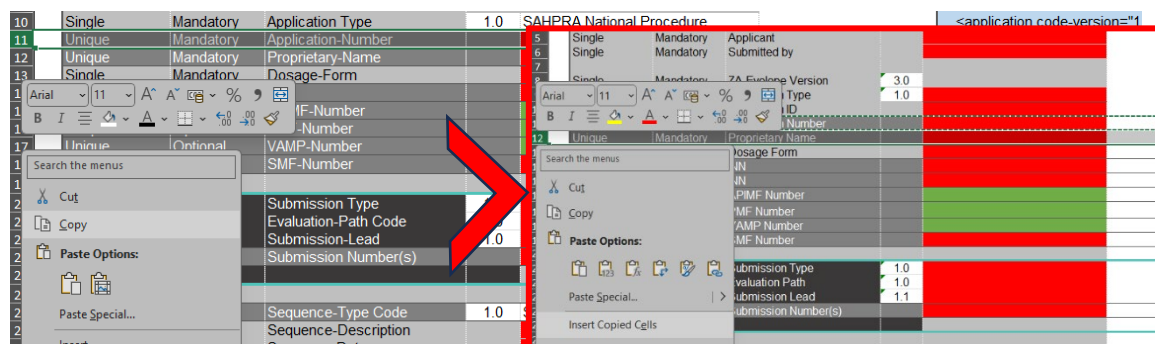 10 Single Mandatory Application Type 1.0 SAHPRA National Procedure <application code-version="1
11 Unique Mandatory Application-Number
12 Unique Mandatory Proprietary-Name
13 Single Mandatory Dosage-Form
Arial 11 A A % 9
B I A
MF-Number
-Number
17 Unique Optional VAMP-Number
SMF-Number
Search the menus
Cut
Copy
Paste Options:
Paste Special...
Submission Type
Evaluation-Path Code
Submission-Lead 1.0
Submission Number(s)
Sequence-Type Code 1.0
Sequence-Description
5 Single Mandatory Applicant
6 Single Mandatory Submitted by
7
Single Mandatory ZA Evelope Version 3.0
Type 1.0
ID
Number
Arial 11 A A % 9
B I A
12 Unique Mandatory Proprietary Name
Dosage Form
NN
NN
APIMF Number
PMF Number
VAMP Number
SMF Number
Search the menus
Cut
Copy
Paste Options:
Paste Special...
Insert Copied Cells
Submission Type 1.0
Evaluation Path 1.0
Submission Lead 1.1
Submission Number(s)